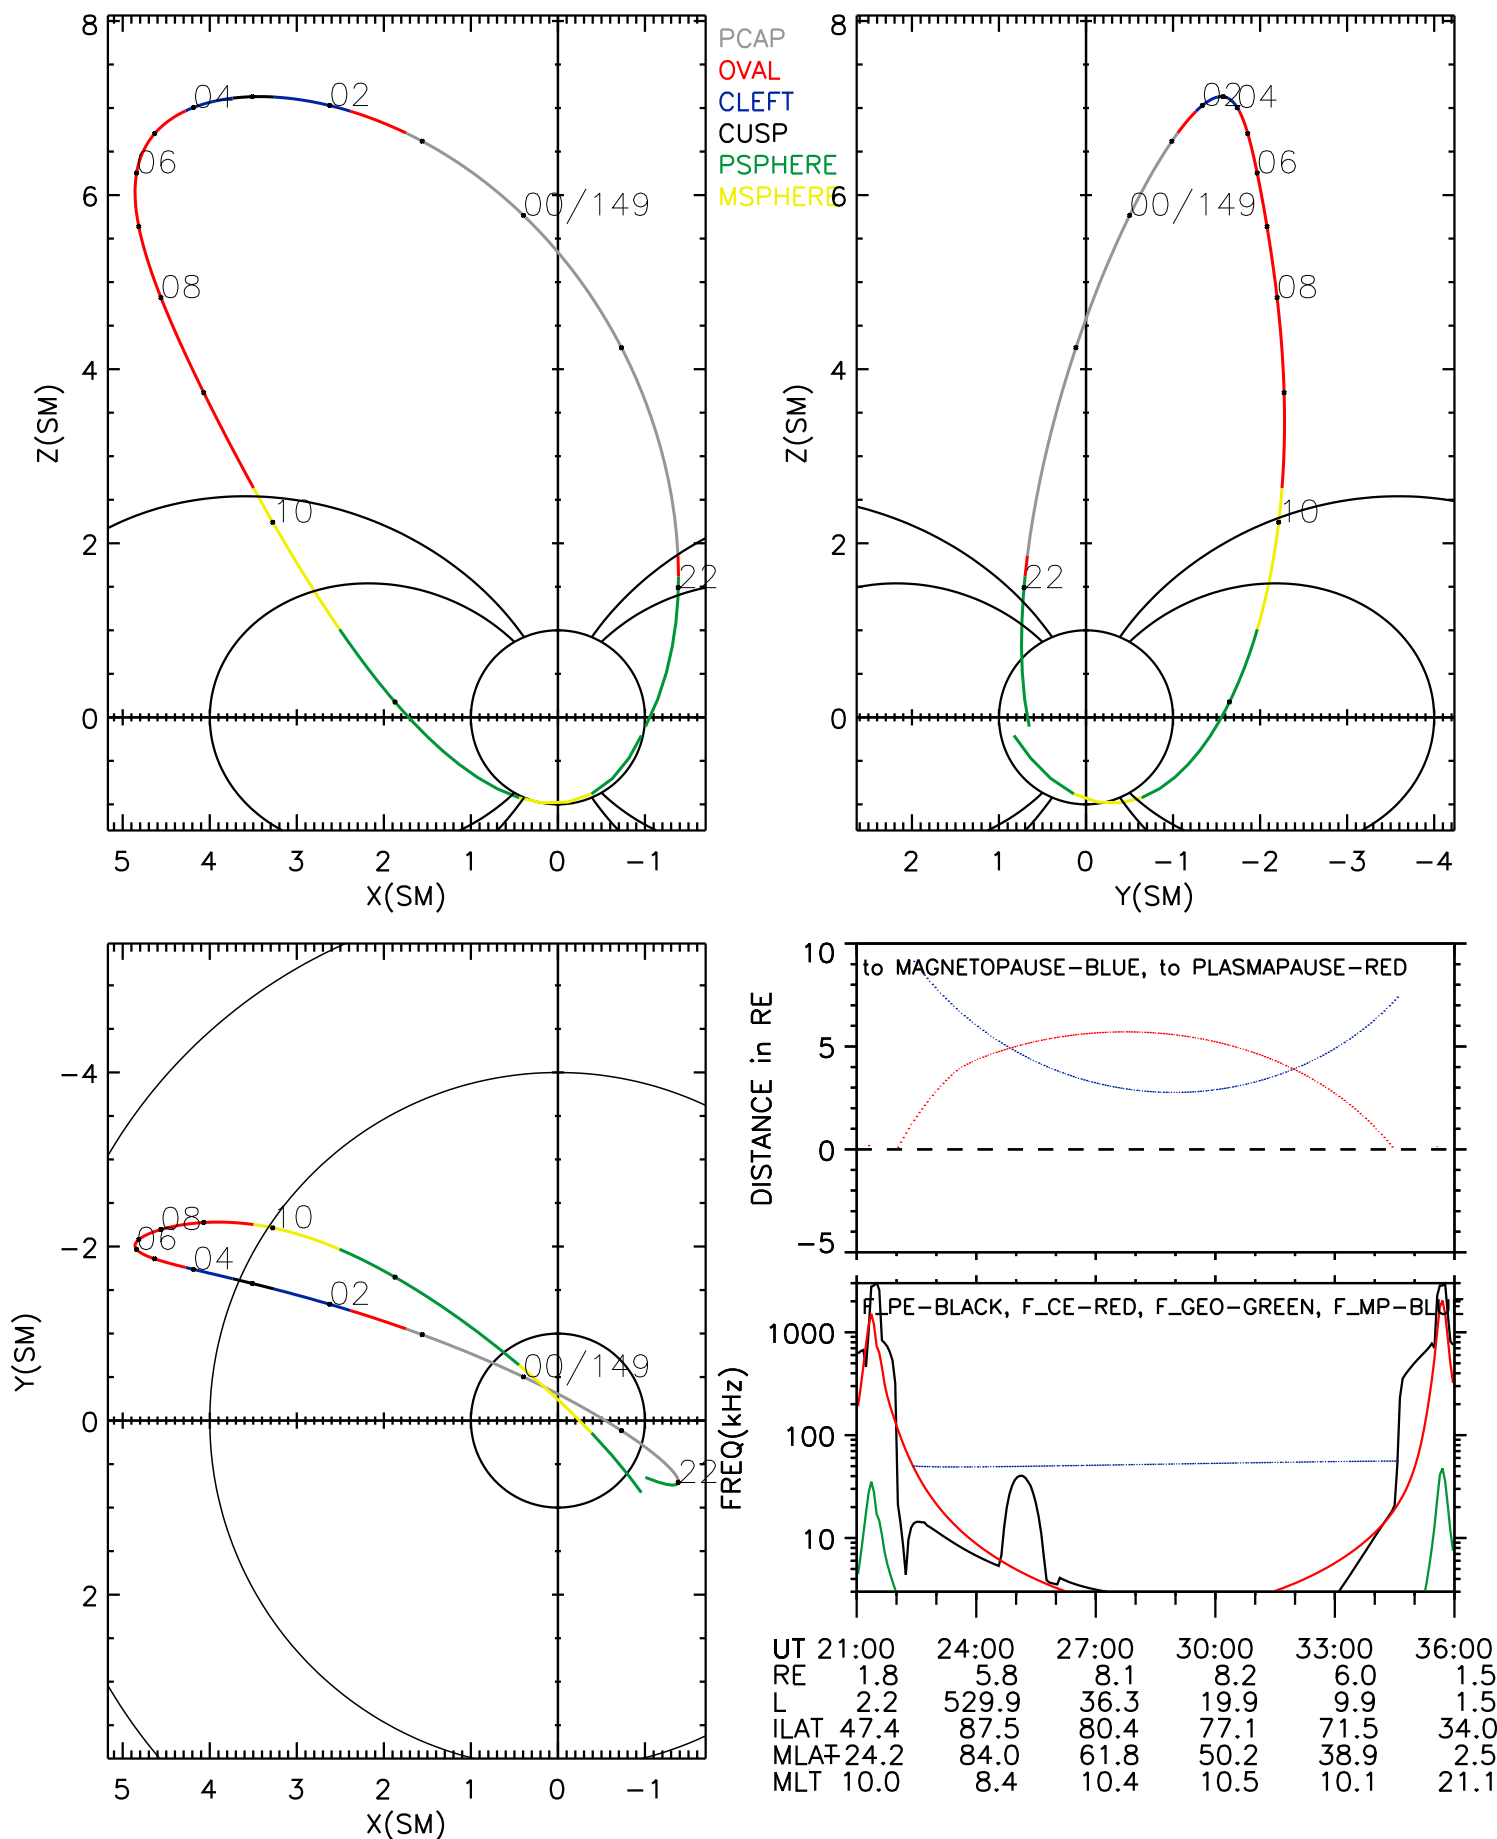 8
6
4
2
0
Z(SM)
5 4 3 2 1 0 −1
X(SM)
04
02
06
00/149
08
10
22
PCAP
OVAL
CLEFT
CUSP
PSPHERE
MSPHERE
8
6
4
2
0
Z(SM)
2 1 0 −1 −2 −3 −4
Y(SM)
02
04
06
00/149
08
10
22
−4
−2
0
2
Y(SM)
5 4 3 2 1 0 −1
X(SM)
08
10
06
04
02
00/149
22
10
5
0
−5
DISTANCE in RE
to MAGNETOPAUSE−BLUE, to PLASMAPAUSE−RED
1000
100
10
FREQ(kHz)
F_PE−BLACK, F_CE−RED, F_GEO−GREEN, F_MP−BLUE
UT 21:00 24:00 27:00 30:00 33:00 36:00
RE 1.8 5.8 8.1 8.2 6.0 1.5
L 2.2 529.9 36.3 19.9 9.9 1.5
ILAT 47.4 87.5 80.4 77.1 71.5 34.0
MLAT −24.2 84.0 61.8 50.2 38.9 2.5
MLT 10.0 8.4 10.4 10.5 10.1 21.1